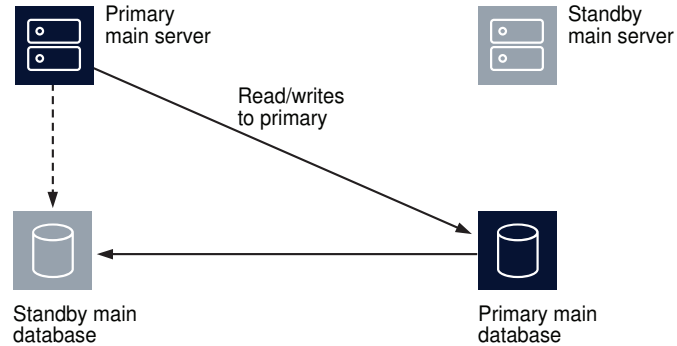 Primary
main server
Standby
main server
Read/writes
to primary
Standby main
database
Primary main
database